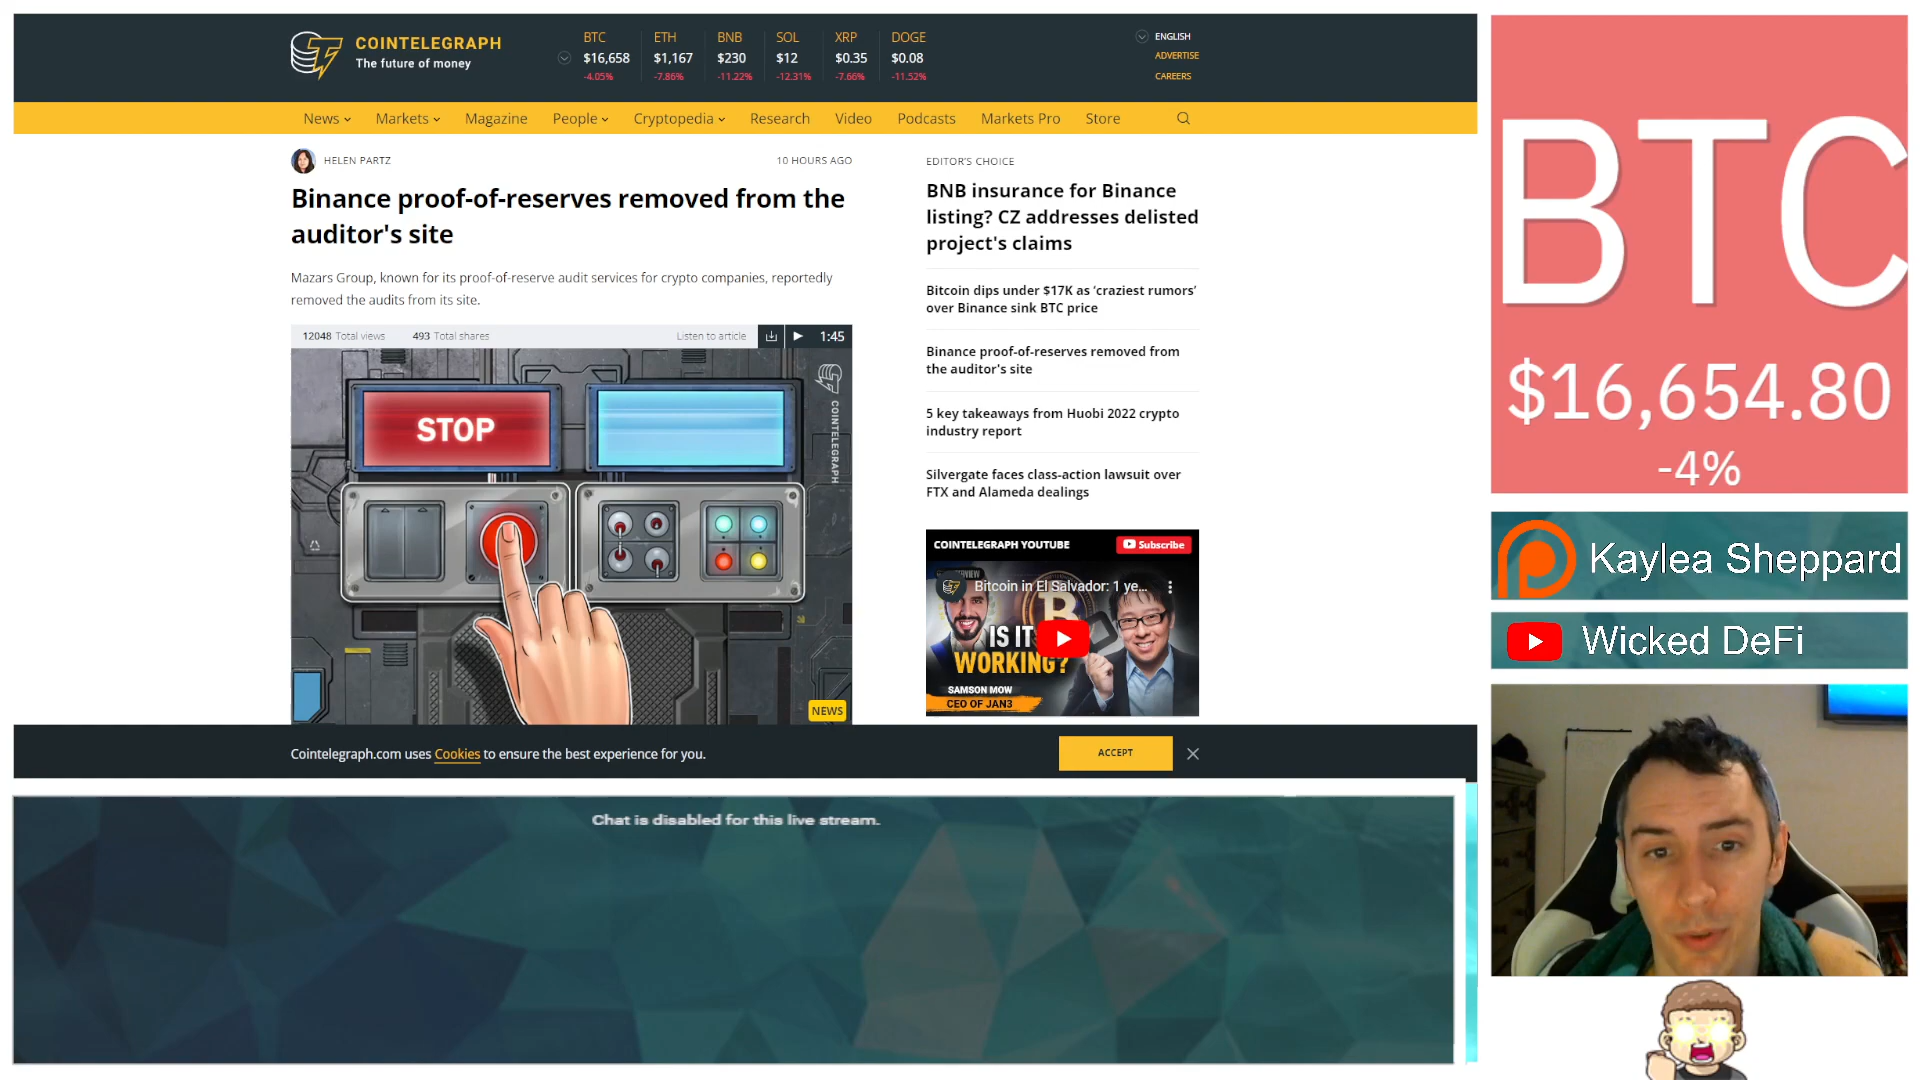 COINTELEGRAPH
The future of money
BTC
$16,658
-4.05%
ETH
$1,167
-7.86%
BNB
$230
-11.22%
SOL
$12
-12.31%
XRP
$0.35
-7.66%
DOGE
$0.08
-11.52%
ENGLISH
ADVERTISE
CAREERS
News Markets Magazine People Cryptopedia Research Video Podcasts Markets Pro Store
HELEN PARTZ
10 HOURS AGO
Binance proof-of-reserves removed from the
auditor's site
Mazars Group, known for its proof-of-reserve audit services for crypto companies, reportedly
removed the audits from its site.
12048 Total views 493 Total shares
Listen to article 1:45
STOP
COINTELEGRAPH
NEWS
EDITOR'S CHOICE
BNB insurance for Binance
listing? CZ addresses delisted
project's claims
Bitcoin dips under $17K as ‘craziest rumors’
over Binance sink BTC price
Binance proof-of-reserves removed from
the auditor's site
5 key takeaways from Huobi 2022 crypto
industry report
Silvergate faces class-action lawsuit over
FTX and Alameda dealings
COINTELEGRAPH YOUTUBE
Subscribe
Bitcoin in El Salvador: 1 ye...
IS IT
WORKING?
SAMSON MOW
CEO OF JAN3
Cointelegraph.com uses Cookies to ensure the best experience for you.
ACCEPT
Chat is disabled for this live stream.
BTC
$16,654.80
-4%
Kaylea Sheppard
Wicked DeFi